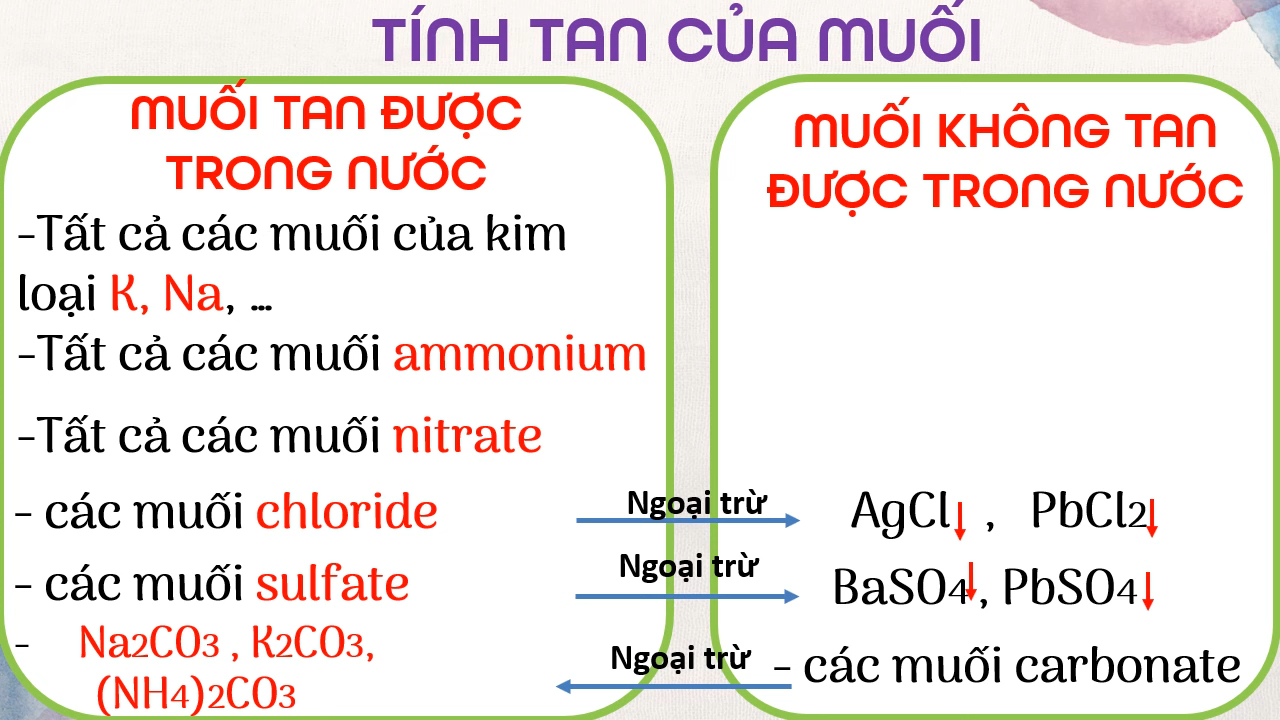 TÍNH TAN CỦA MUỐI
MUỐI TAN ĐƯỢC
TRONG NƯỚC
-Tất cả các muối của kim
loại K, Na, ...
-Tất cả các muối ammonium
-Tất cả các muối nitrate
- các muối chloride
- các muối sulfate
- Na2CO3 , K2CO3,
(NH4)2CO3
Ngoại trừ
Ngoại trừ
Ngoại trừ
MUỐI KHÔNG TAN
ĐƯỢC TRONG NƯỚC
AgCl↓ , PbCl2↓
BaSO4↓, PbSO4↓
- các muối carbonate